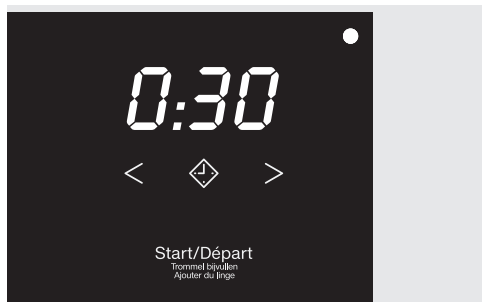 0:30
< >
Start/Départ
Trommel bijvullen
Ajouter du linge